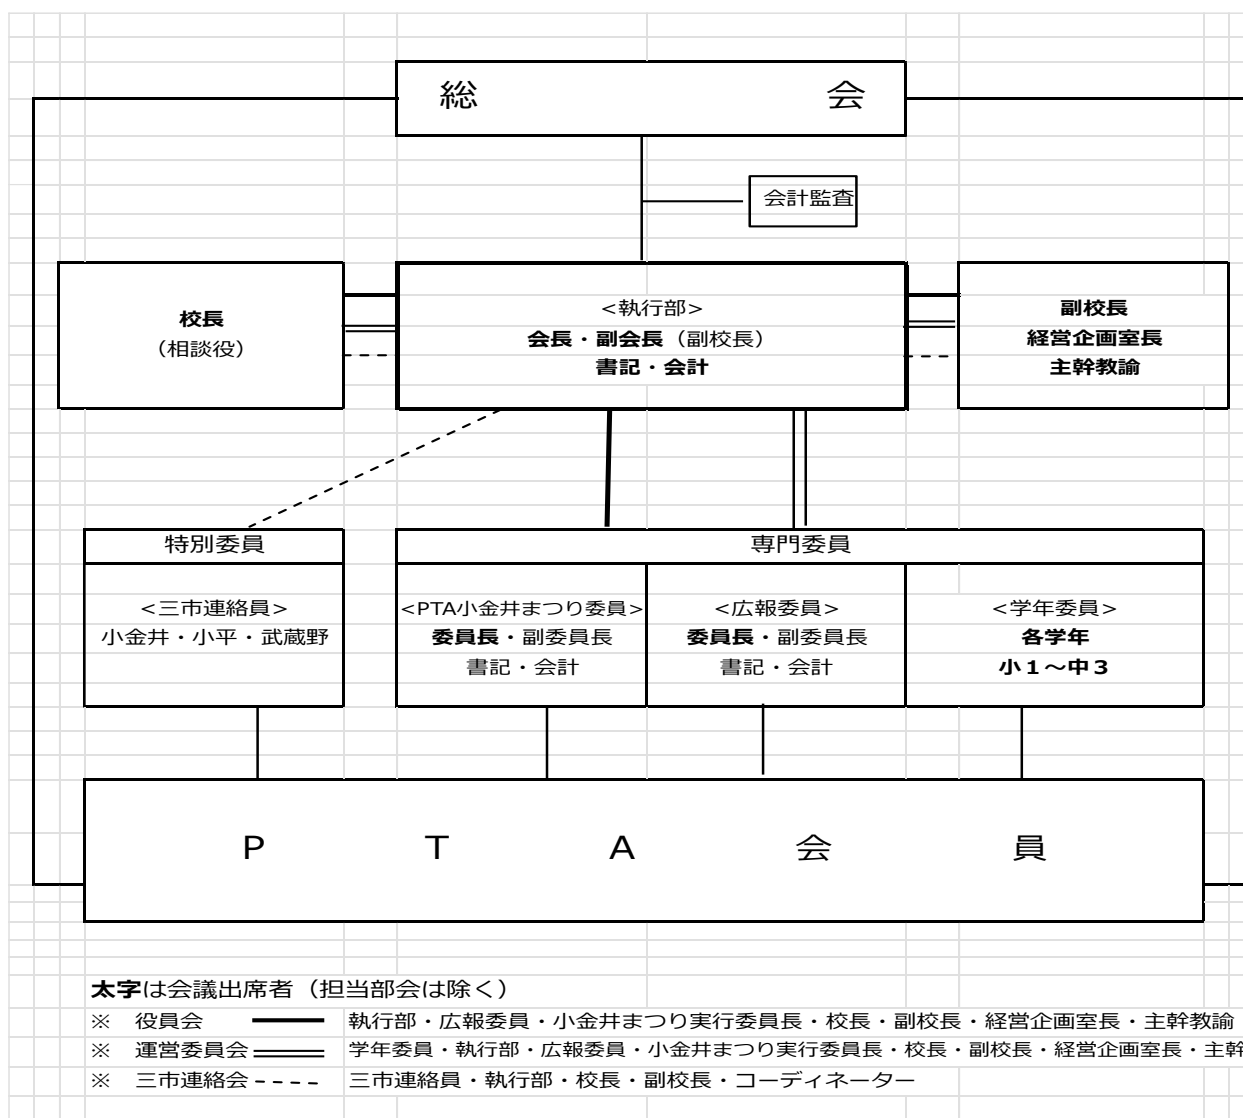 総　会
会計監査
校長
（相談役）
<執行部>
会長・副会長（副校長）
書記・会計
副校長
経営企画室長
主幹教諭
特別委員
<三市連絡員>
小金井・小平・武蔵野
専門委員
<PTA小金井まつり委員>
委員長・副委員長
書記・会計
<広報委員>
委員長・副委員長
書記・会計
<学年委員>
各学年
小１～中３
P　T　A　会　員
太字は会議出席者（担当部会は除く）
※　役員会　執行部・広報委員・小金井まつり実行委員長・校長・副校長・経営企画室長・主幹教諭
※　運営委員会　学年委員・執行部・広報委員・小金井まつり実行委員長・校長・副校長・経営企画室長・主幹
※　三市連絡会　三市連絡員・執行部・校長・副校長・コーディネーター